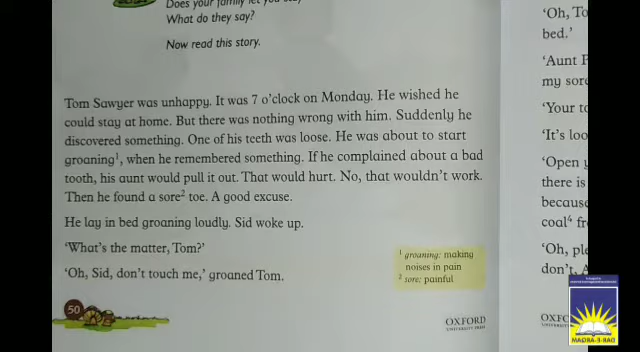 Does your family let you stay
What do they say?
Now read this story.
Tom Sawyer was unhappy. It was 7 o'clock on Monday. He wished he
could stay at home. But there was nothing wrong with him. Suddenly he
discovered something. One of his teeth was loose. He was about to start
groaning¹, when he remembered something. If he complained about a bad
tooth, his aunt would pull it out. That would hurt. No, that wouldn't work.
Then he found a sore² toe. A good excuse.
He lay in bed groaning loudly. Sid woke up.
'What's the matter, Tom?'
'Oh, Sid, don't touch me,' groaned Tom.
¹ groaning: making
noises in pain
² sore: painful
50
OXFORD
UNIVERSITY PRESS
'Oh, To
bed.'
'Aunt P
my sore
'Your to
'It's loo
'Open y
there is
because
coal⁴ fr
'Oh, ple
don't. A
OXFO
UNIVERSITY
MADRA-3-RAO